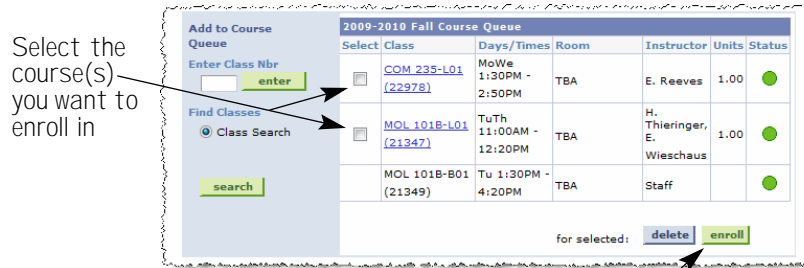 Select the
course(s)
you want to
enroll in
Add to Course
Queue
Enter Class Nbr
enter
Find Classes
Class Search
search
2009-2010 Fall Course Queue
Select Class Days/Times Room Instructor Units Status
COM 235-L01
(22978)
MoWe
1:30PM -
2:50PM
TBA
E. Reeves
1.00
MOL 101B-L01
(21347)
TuTh
11:00AM -
12:20PM
TBA
H.
Thieringer,
E.
Wieschaus
1.00
MOL 101B-B01
(21349)
Tu 1:30PM -
4:20PM
TBA
Staff
for selected: delete enroll